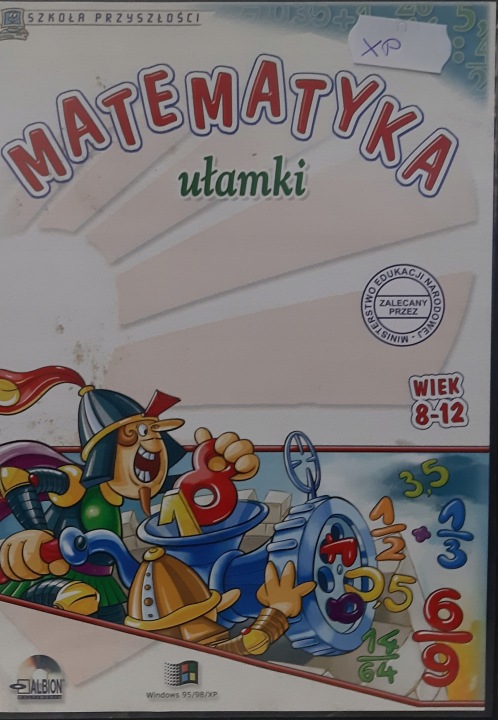 SZKOŁA PRZYSZŁOŚCI
XP
MATEMATYKA
ułamki
MINISTERSTWO EDUKACJI NARODOWEJ
ZALECANY
PRZEZ
WIEK
8-12
3,5
1/2 * 1/3
18
0,5
6/9
14/64
ALBION
Windows 95/98/XP